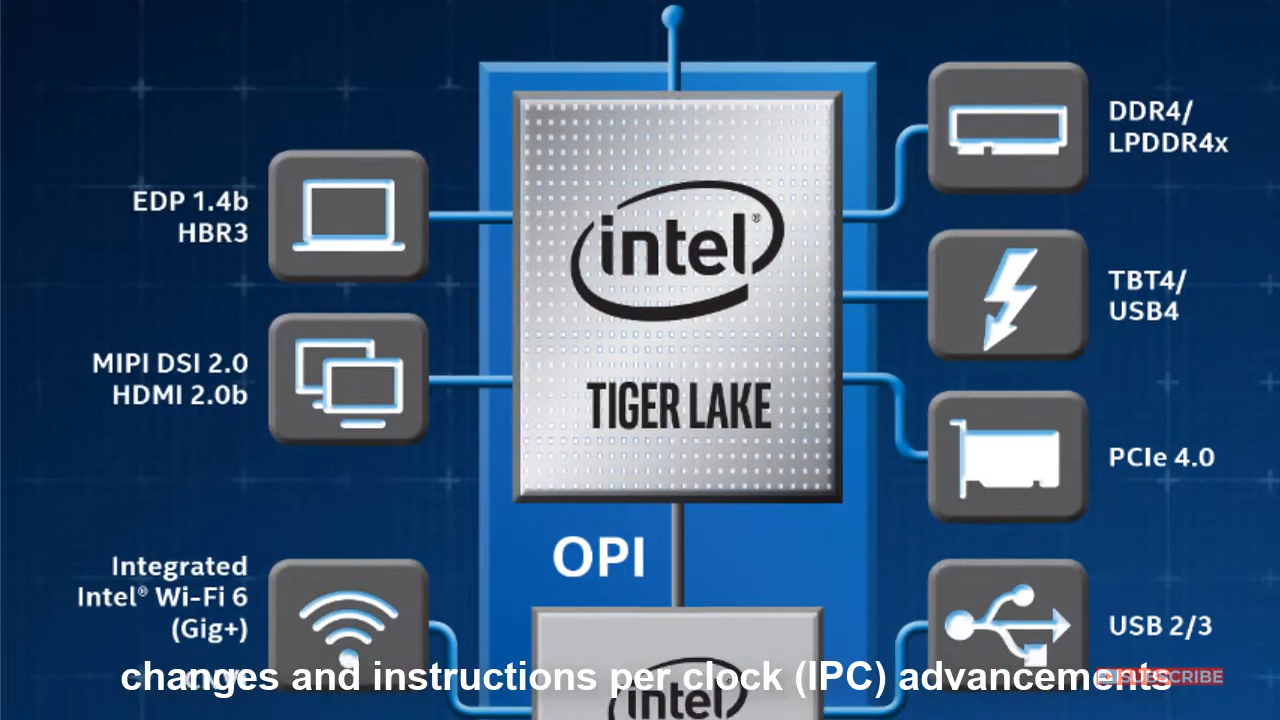 DDR4/
LPDDR4x
EDP 1.4b
HBR3
intel®
TBT4/
USB4
MIPI DSI 2.0
HDMI 2.0b
TIGER LAKE
PCIe 4.0
OPI
Integrated
Intel® Wi-Fi 6
(Gig+)
USB 2/3
changes and instructions per clock (IPC) advancements
SUBSCRIBE
intel